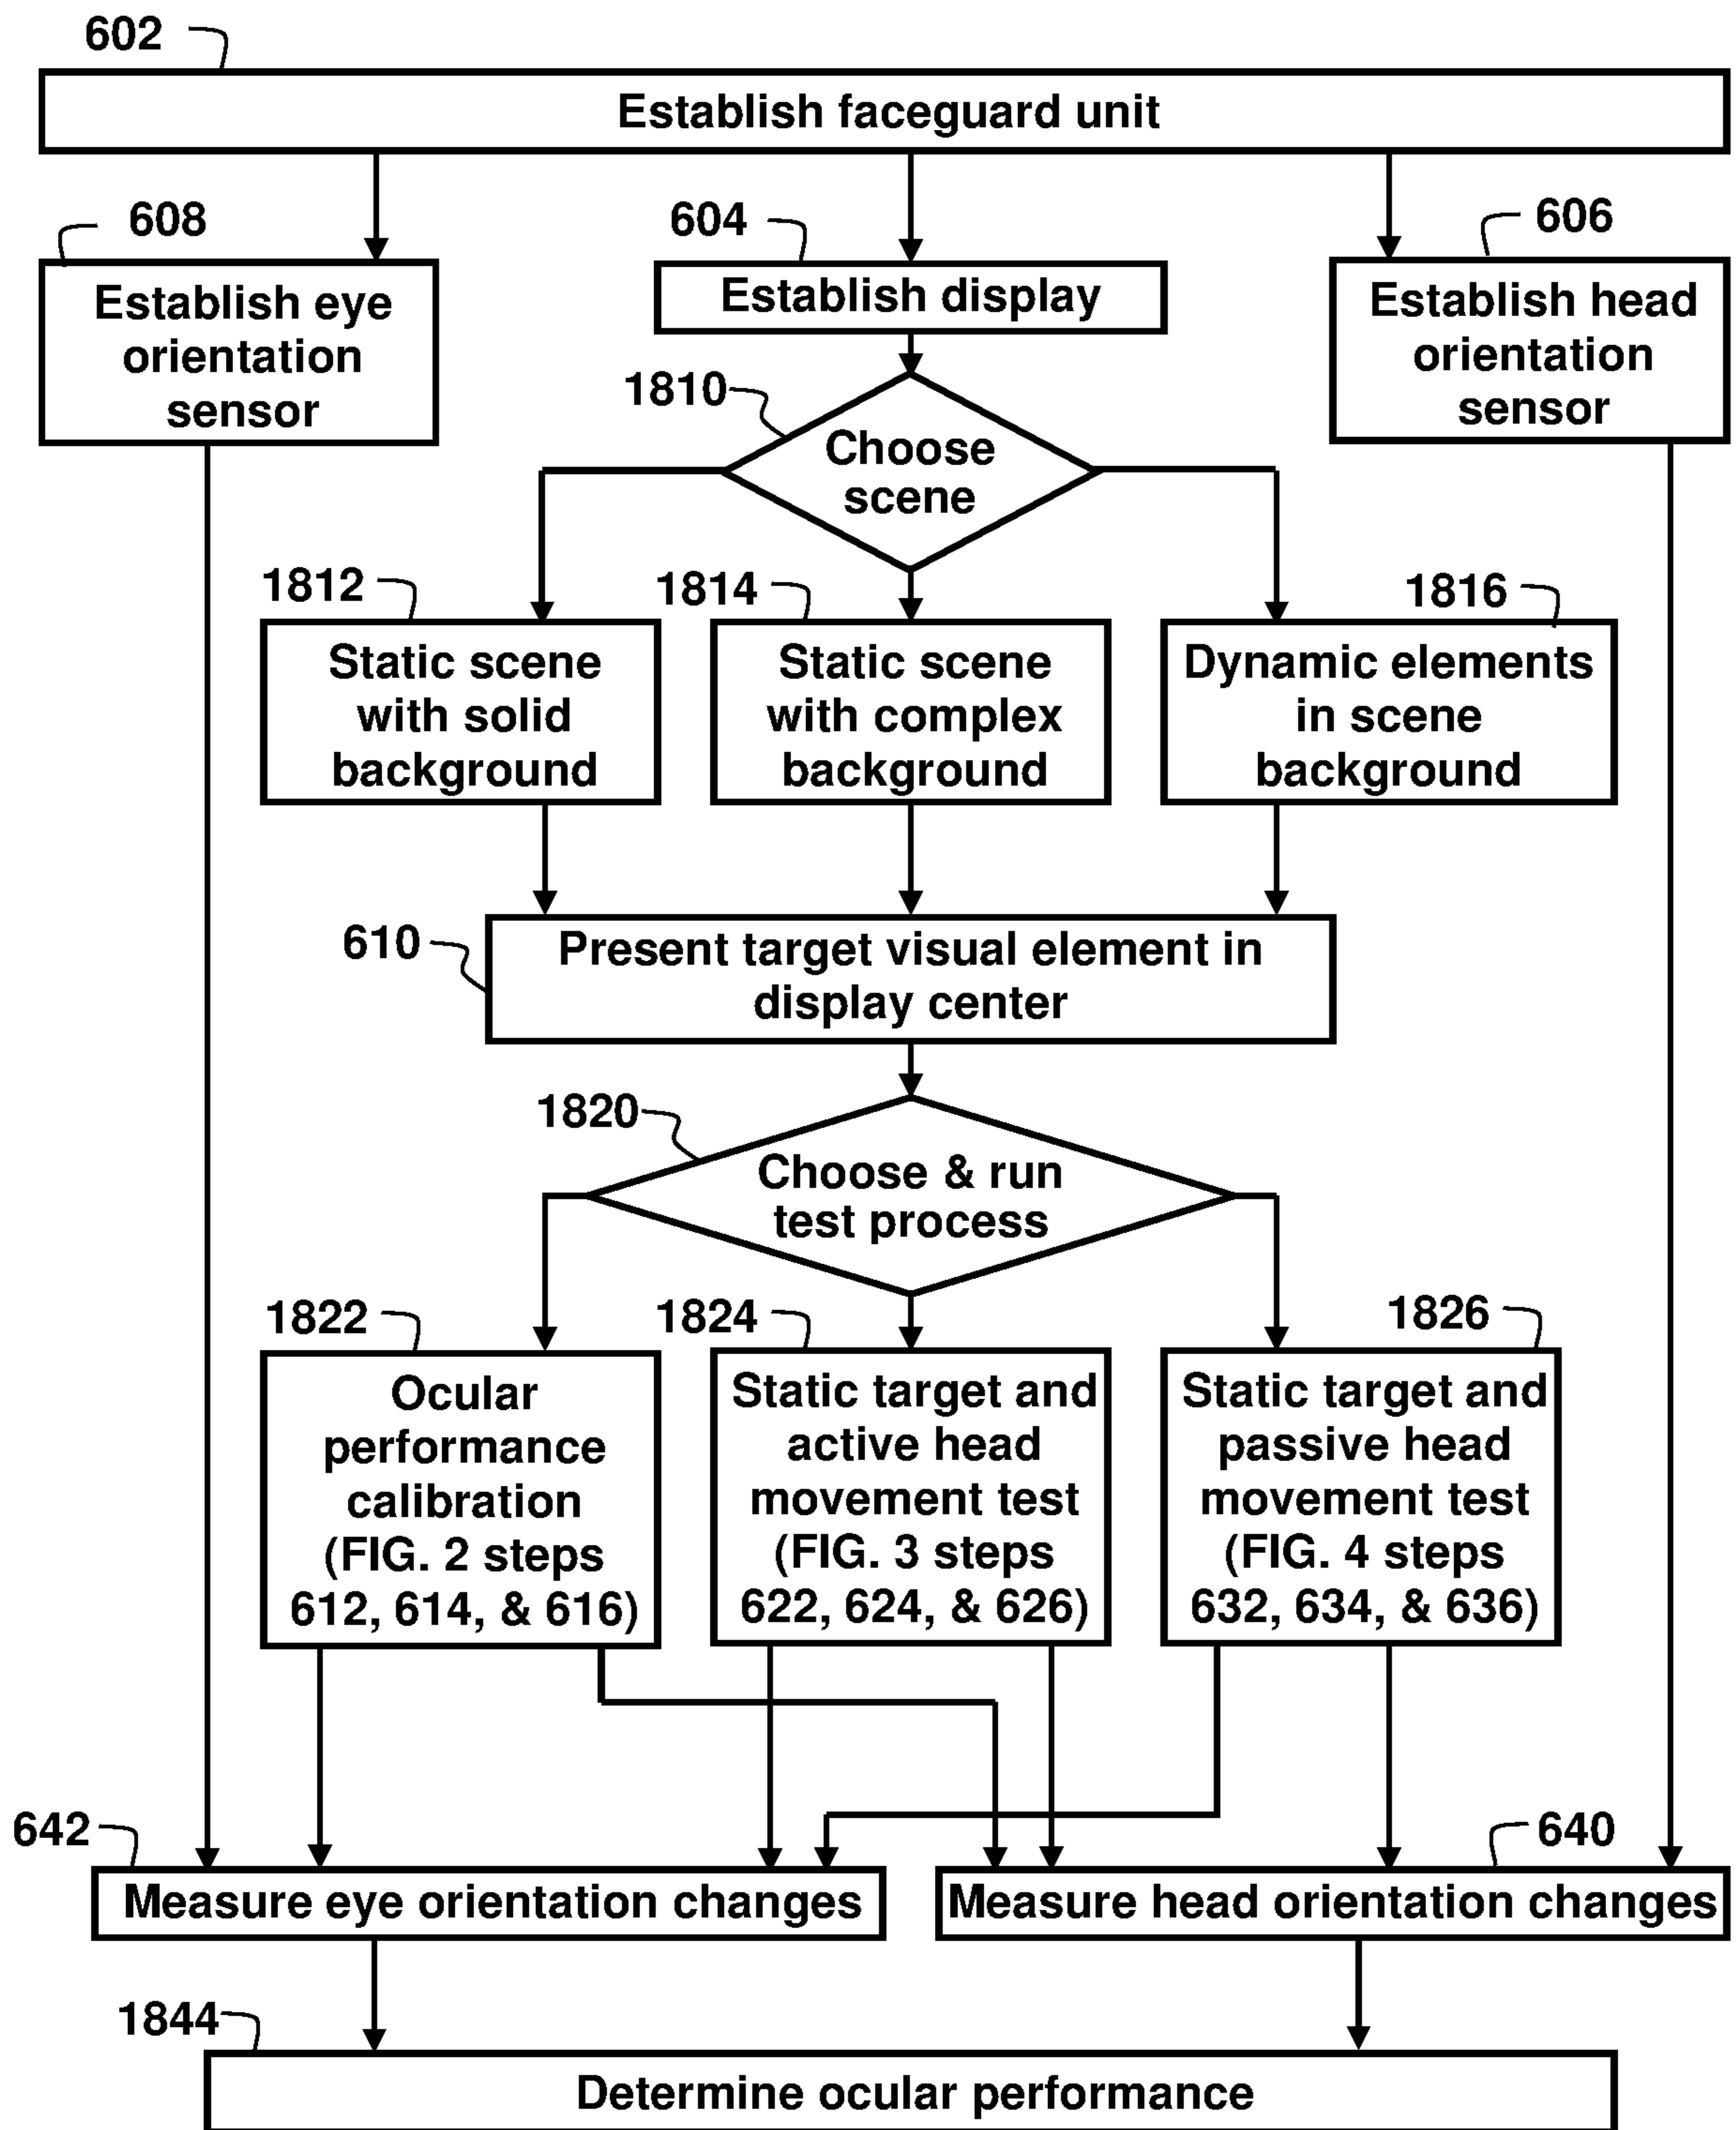 602
Establish faceguard unit
608
604
606
Establish eye
orientation
sensor
Establish display
Establish head
orientation
sensor
1810
Choose
scene
1812
1814
1816
Static scene
with solid
background
Static scene
with complex
background
Dynamic elements
in scene
background
610
Present target visual element in
display center
1820
Choose & run
test process
1822
1824
1826
Ocular
performance
calibration
(FIG. 2 steps
612, 614, & 616)
Static target and
active head
movement test
(FIG. 3 steps
622, 624, & 626)
Static target and
passive head
movement test
(FIG. 4 steps
632, 634, & 636)
642
640
Measure eye orientation changes
Measure head orientation changes
1844
Determine ocular performance